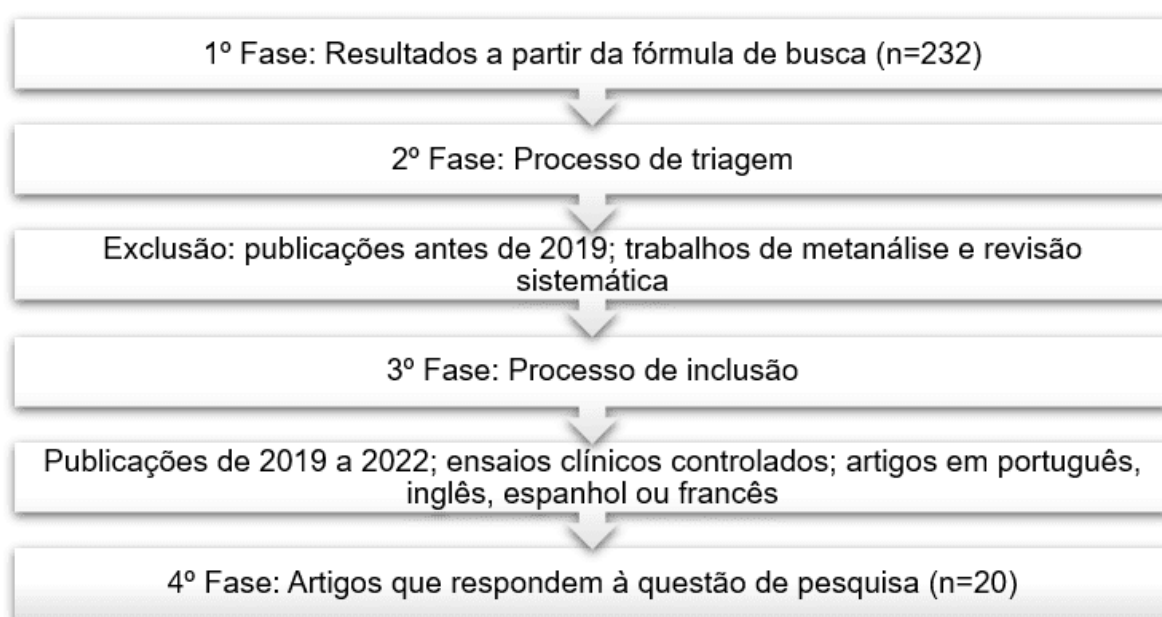 1º Fase: Resultados a partir da fórmula de busca (n=232)
2º Fase: Processo de triagem
Exclusão: publicações antes de 2019; trabalhos de metanálise e revisão
sistemática
3º Fase: Processo de inclusão
Publicações de 2019 a 2022; ensaios clínicos controlados; artigos em português,
inglês, espanhol ou francês
4º Fase: Artigos que respondem à questão de pesquisa (n=20)